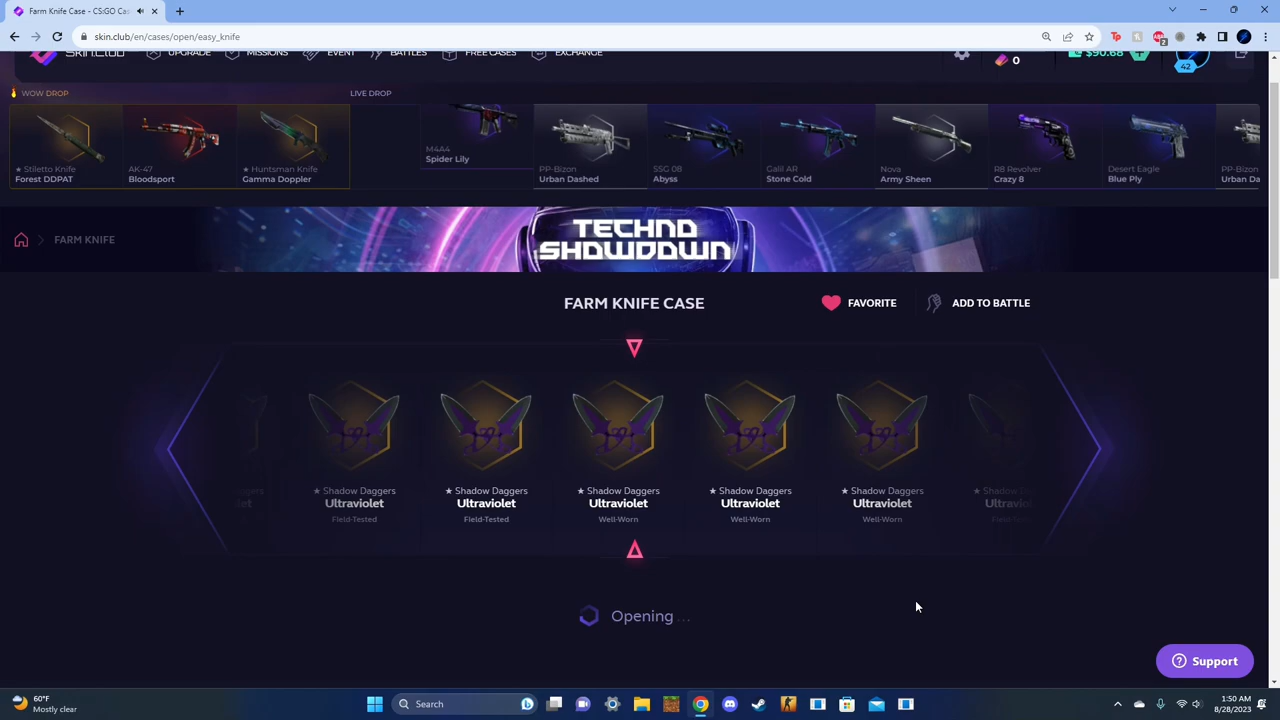 Farm Knife Case - CS:GO Cas
skin.club/en/cases/open/easy_knife
2
SKIN.CLUB UPGRADE MISSIONS EVENT BATTLES FREE CASES EXCHANGE
0
$90.68
42
WOW DROP LIVE DROP
★ Stiletto Knife
Forest DDPAT
AK-47
Bloodsport
★ Huntsman Knife
Gamma Doppler
M4A4
Spider Lily
PP-Bizon
Urban Dashed
SSG 08
Abyss
Galil AR
Stone Cold
Nova
Army Sheen
R8 Revolver
Crazy 8
Desert Eagle
Blue Ply
PP-Bizon
Urban Da
FARM KNIFE
TECHNO
SHOWDOWN
FARM KNIFE CASE
FAVORITE
ADD TO BATTLE
★ Shadow Daggers
Ultraviolet
Field-Tested
★ Shadow Daggers
Ultraviolet
Field-Tested
★ Shadow Daggers
Ultraviolet
Well-Worn
★ Shadow Daggers
Ultraviolet
Well-Worn
★ Shadow Daggers
Ultraviolet
Well-Worn
Opening ...
Support
60°F
Mostly clear
Search
1:50 AM
8/28/2023